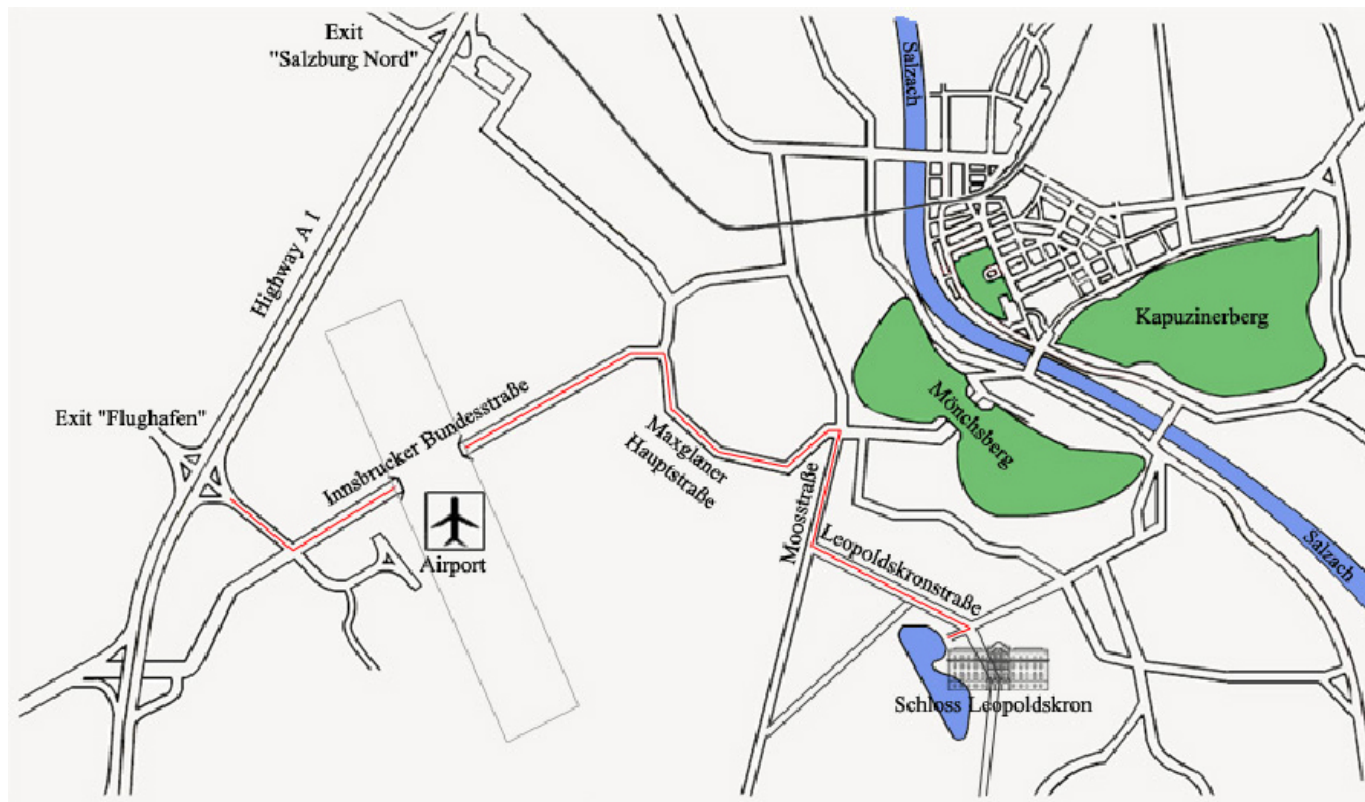 Exit
"Salzburg Nord"
Salzach
Highway A 1
Kapuzinerberg
Exit "Flughafen"
Innsbrucker Bundesstraße
Mönchsberg
Maxglaner
Hauptstraße
Moosstraße
Leopoldskronstraße
Airport
Salzach
Schloss Leopoldskron